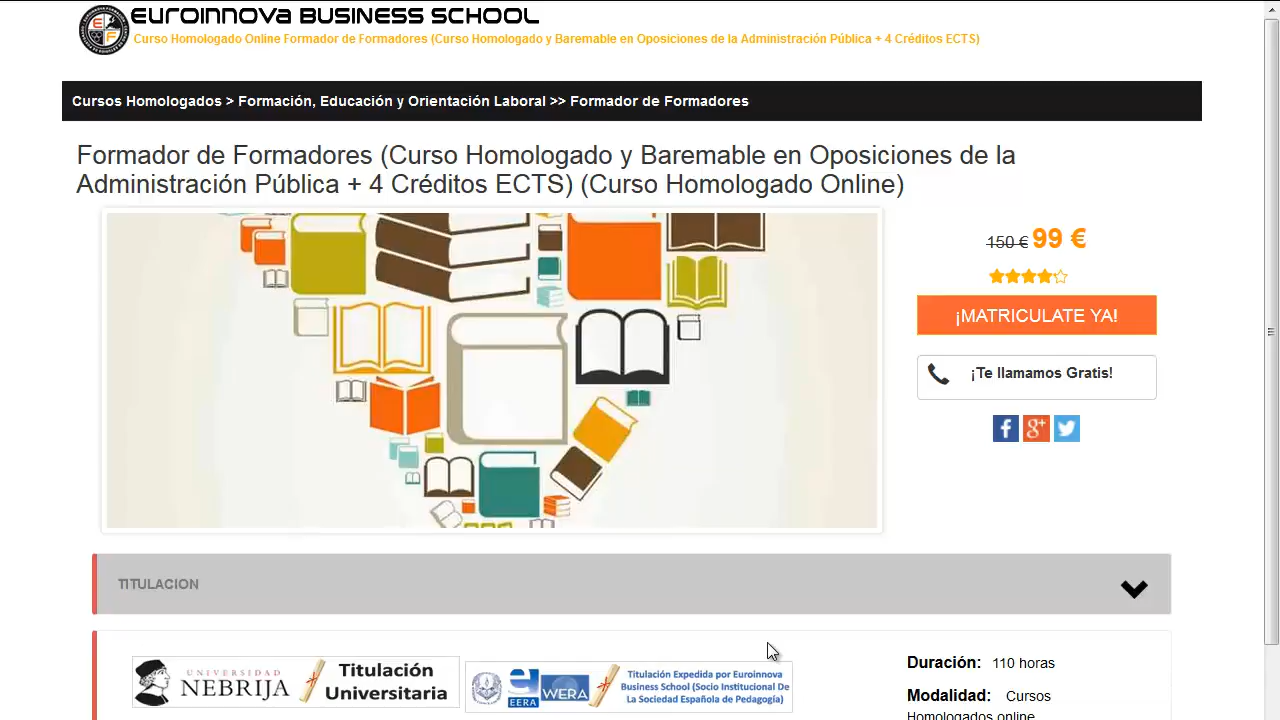 EUROINNOVA BUSINESS SCHOOL
Curso Homologado Online Formador de Formadores (Curso Homologado y Baremable en Oposiciones de la Administración Pública + 4 Créditos ECTS)
Cursos Homologados > Formación, Educación y Orientación Laboral >> Formador de Formadores
Formador de Formadores (Curso Homologado y Baremable en Oposiciones de la
Administración Pública + 4 Créditos ECTS) (Curso Homologado Online)
150 € 99 €
¡MATRICULATE YA!
¡Te llamamos Gratis!
TITULACION
UNIVERSIDAD
NEBRIJA
Titulación
Universitaria
EERA
WERA
Titulación Expedida por Euroinnova
Business School (Socio Institucional De
La Sociedad Española de Pedagogía)
Duración: 110 horas
Modalidad: Cursos
Homologados online